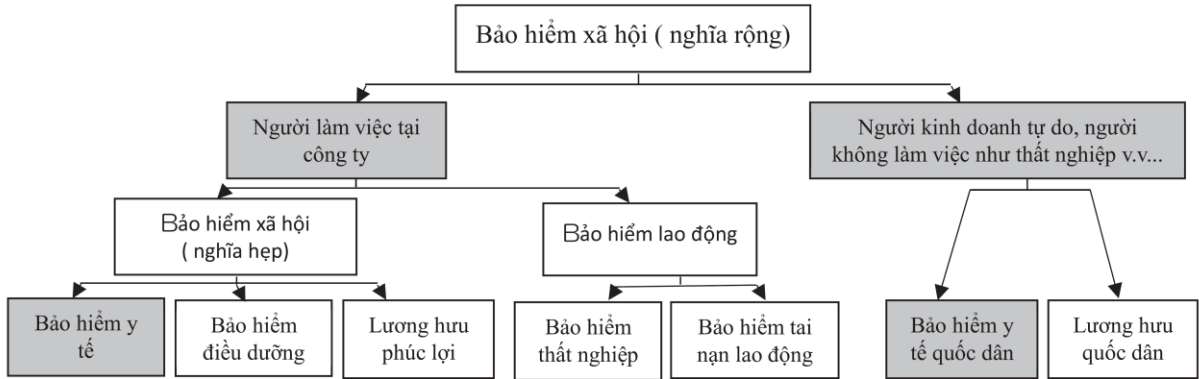 Bảo hiểm xã hội ( nghĩa rộng)
Người làm việc tại
công ty
Người kinh doanh tự do, người
không làm việc như thất nghiệp v.v...
Bảo hiểm xã hội
( nghĩa hẹp)
Bảo hiểm lao động
Bảo hiểm y
tế
Bảo hiểm
điều dưỡng
Lương hưu
phúc lợi
Bảo hiểm
thất nghiệp
Bảo hiểm tai
nạn lao động
Bảo hiểm y
tế quốc dân
Lương hưu
quốc dân